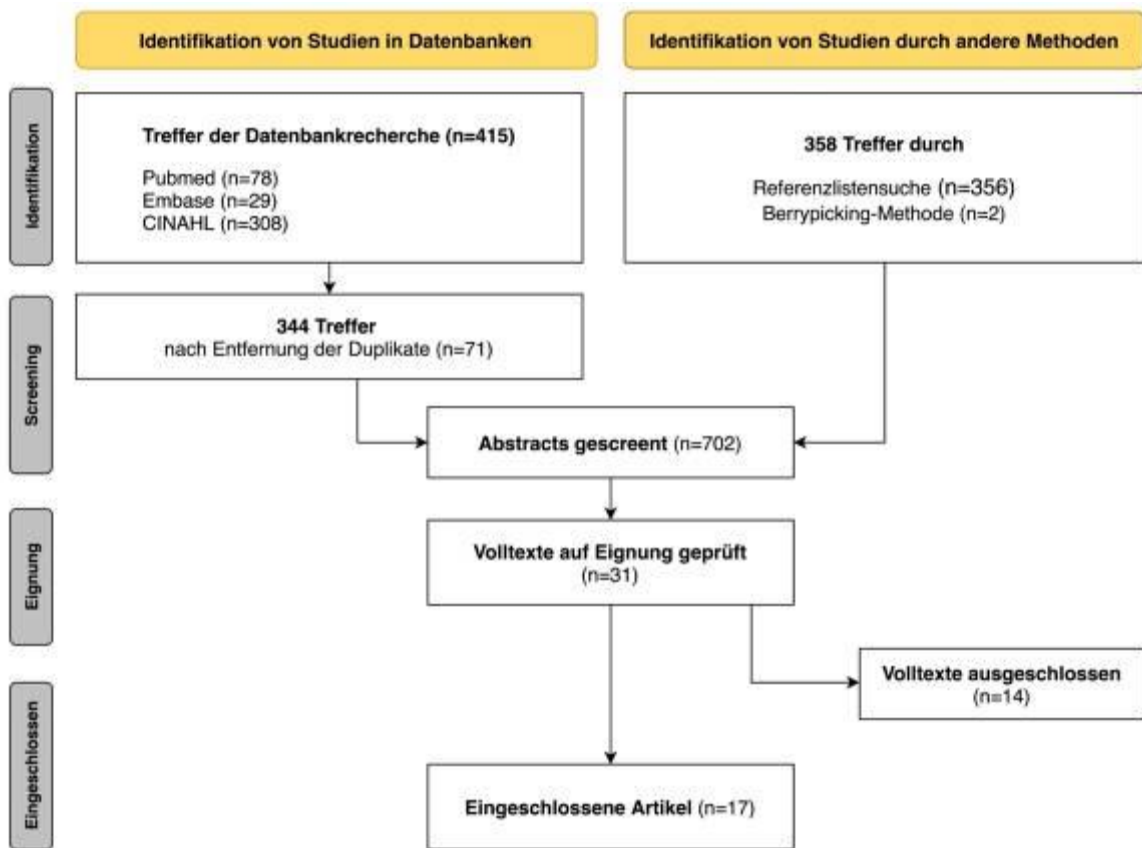 Identifikation von Studien in Datenbanken
Identifikation von Studien durch andere Methoden
Identifikation
Treffer der Datenbankrecherche (n=415)
Pubmed (n=78)
Embase (n=29)
CINAHL (n=308)
358 Treffer durch
Referenzlistensuche (n=356)
Berrypicking-Methode (n=2)
Screening
344 Treffer
nach Entfernung der Duplikate (n=71)
Abstracts gescreent (n=702)
Eignung
Volltexte auf Eignung geprüft
(n=31)
Volltexte ausgeschlossen
(n=14)
Eingeschlossen
Eingeschlossene Artikel (n=17)